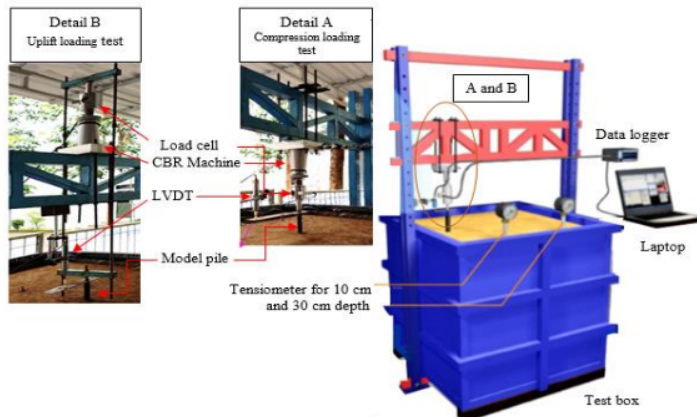 Detail B
Uplift loading test
Detail A
Compression loading
test
A and B
Load cell
CBR Machine
LVDT
Model pile
Data logger
Laptop
Tensiometer for 10 cm
and 30 cm depth
Test box